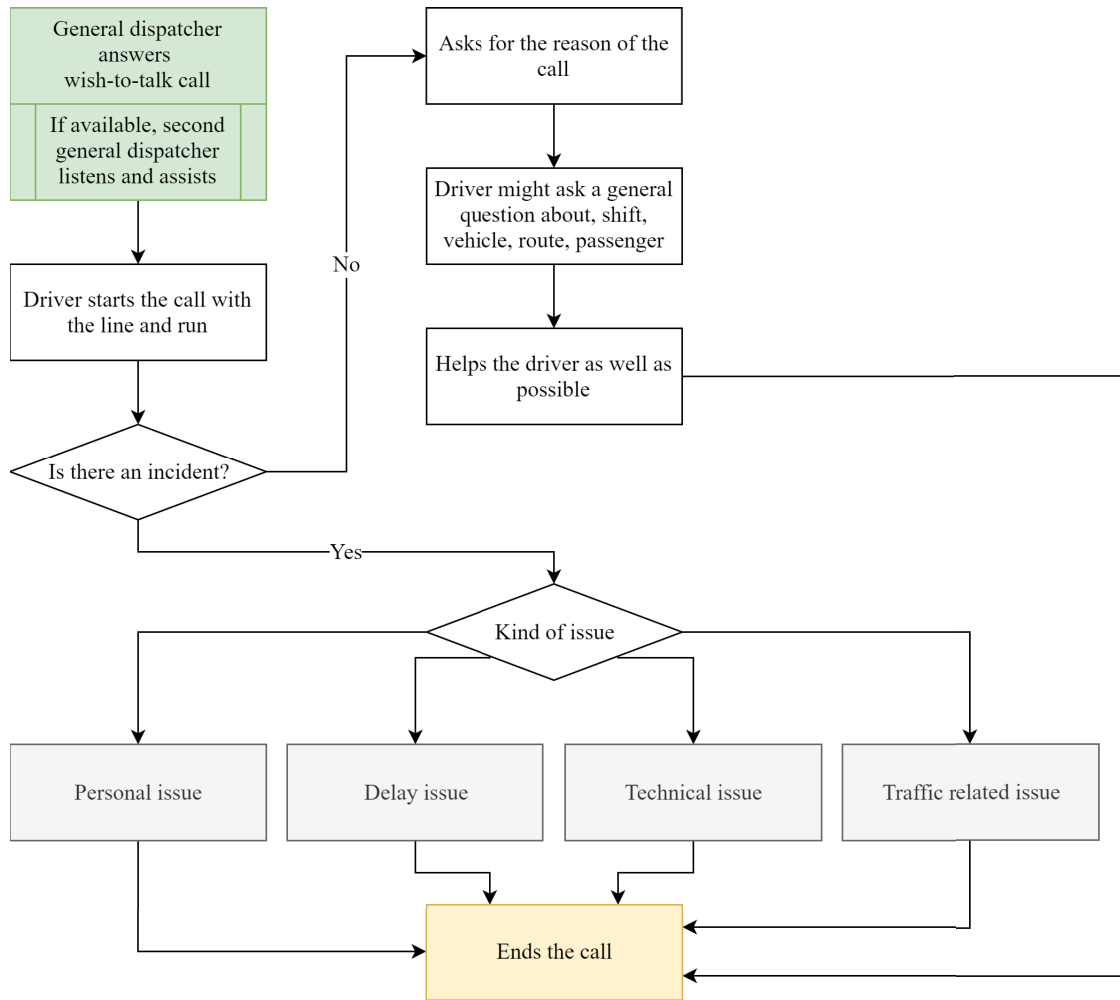 General dispatcher
answers
wish-to-talk call
If available, second
general dispatcher
listens and assists
Asks for the reason of the
call
Driver might ask a general
question about, shift,
vehicle, route, passenger
No
Driver starts the call with
the line and run
Helps the driver as well as
possible
Is there an incident?
Yes
Kind of issue
Personal issue
Delay issue
Technical issue
Traffic related issue
Ends the call